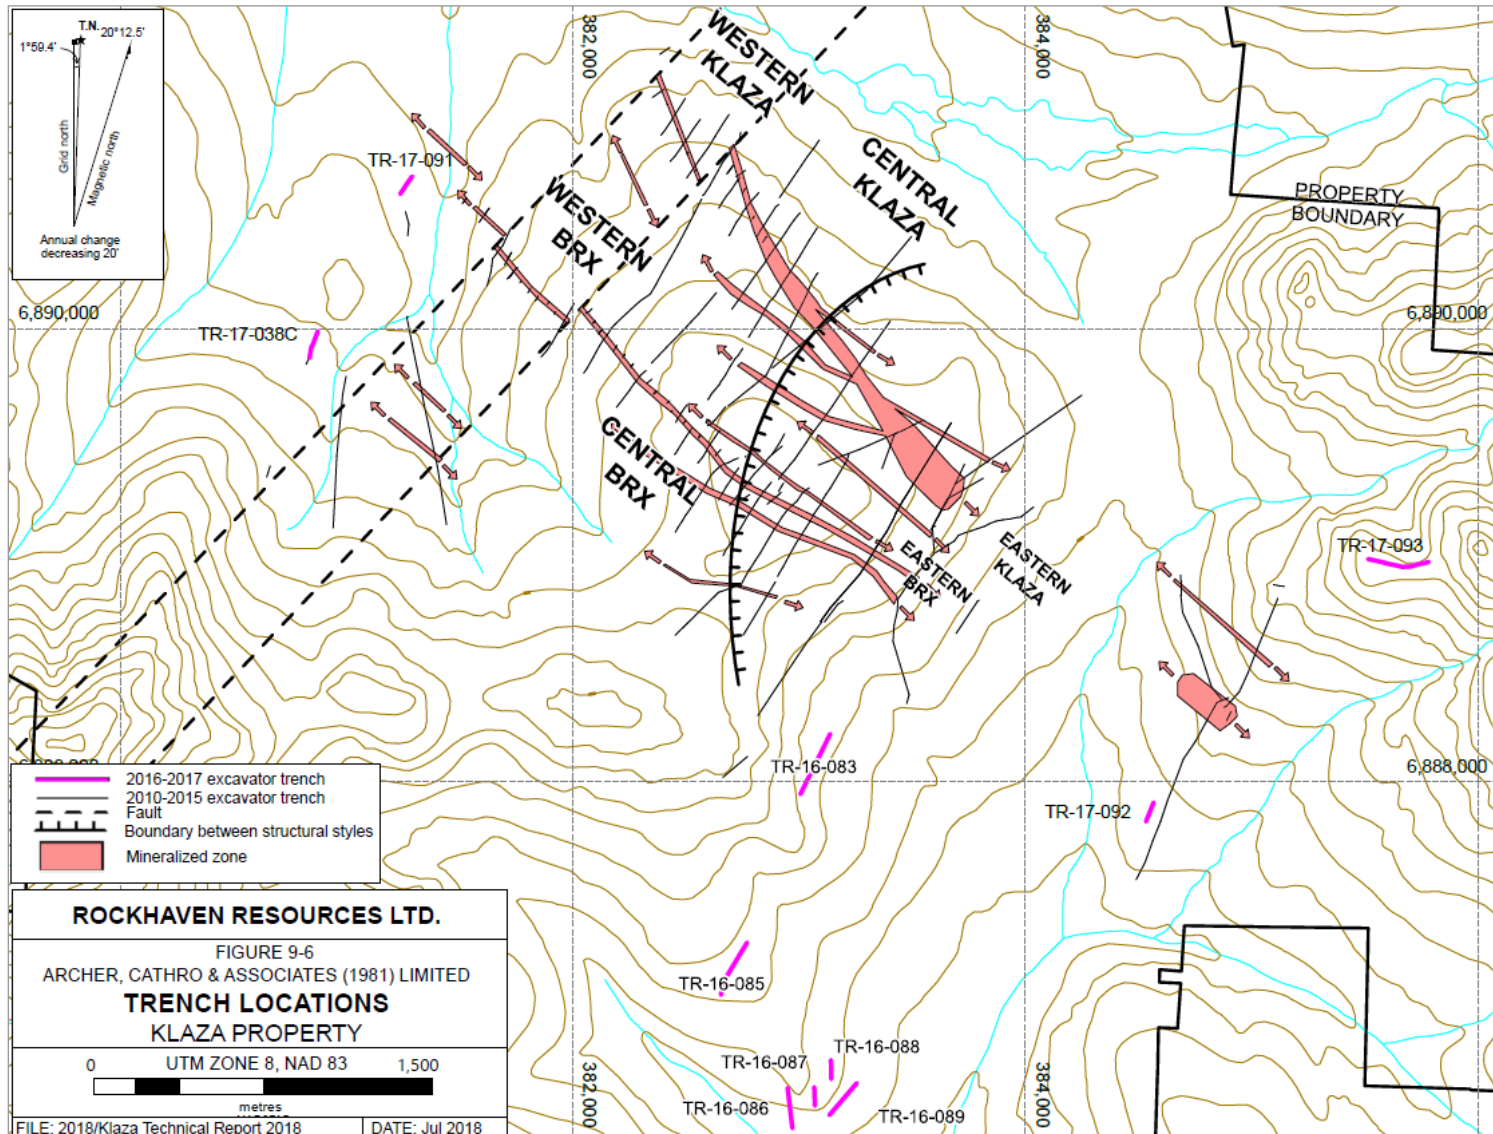 T.N.
20°12.5'
1°59.4'
Grid north
Magnetic north
Annual change
decreasing 20'
382,000
384,000
WESTERN
KLAZA
CENTRAL
KLAZA
WESTERN
BRX
PROPERTY
BOUNDARY
TR-17-091
6,890,000
6,890,000
TR-17-038C
CENTRAL
BRX
EASTERN
BRX
EASTERN
KLAZA
TR-17-093
TR-16-083
6,888,000
TR-17-092
2016-2017 excavator trench
2010-2015 excavator trench
Fault
Boundary between structural styles
Mineralized zone
ROCKHAVEN RESOURCES LTD.
FIGURE 9-6
ARCHER, CATHRO & ASSOCIATES (1981) LIMITED
TRENCH LOCATIONS
KLAZA PROPERTY
0 UTM ZONE 8, NAD 83 1,500
metres
FILE: 2018/Klaza Technical Report 2018 DATE: Jul 2018
TR-16-085
TR-16-088
TR-16-087
TR-16-086
TR-16-089
382,000
384,000